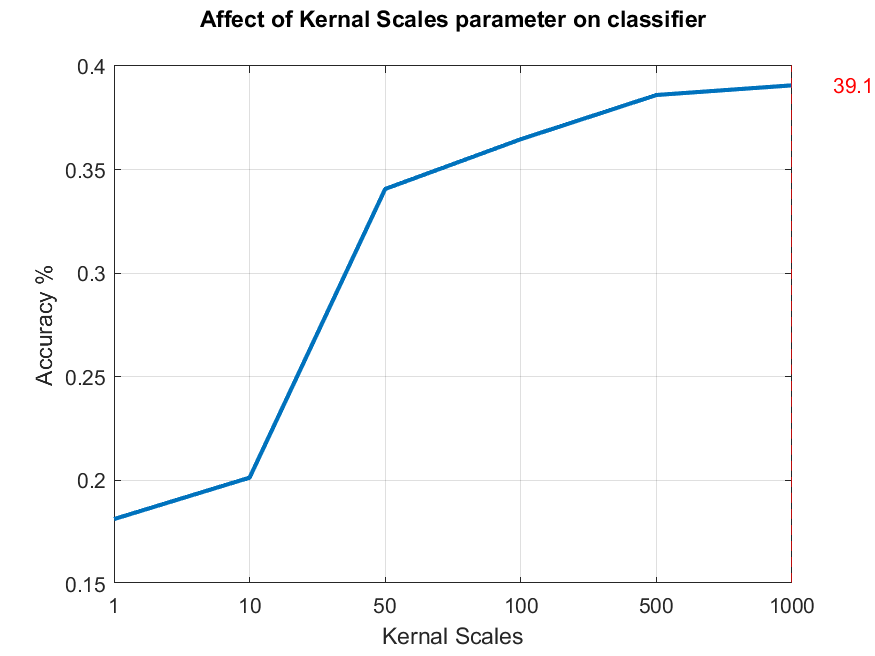 Affect of Kernal Scales parameter on classifier
0.4
39.1
0.35
0.3
Accuracy %
0.25
0.2
0.15
1 10 50 100 500 1000
Kernal Scales